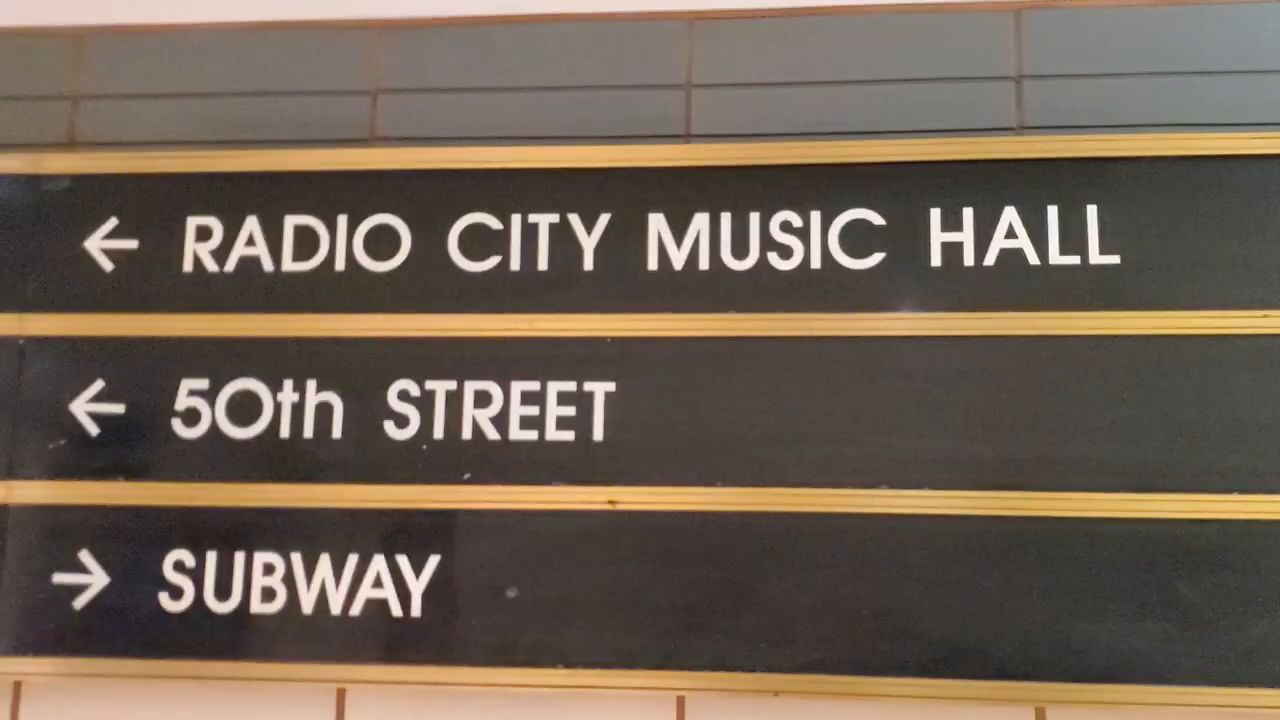 ← RADIO CITY MUSIC HALL
← 50th STREET
→ SUBWAY